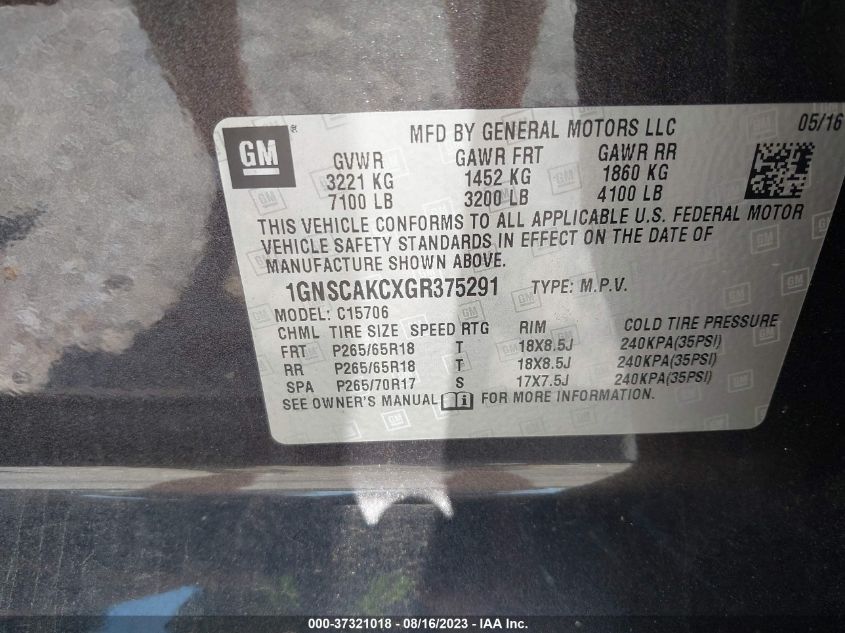 GM ® MFD BY GENERAL MOTORS LLC 05/16
GVWR GAWR FRT GAWR RR
3221 KG 1452 KG 1860 KG
7100 LB 3200 LB 4100 LB
THIS VEHICLE CONFORMS TO ALL APPLICABLE U.S. FEDERAL MOTOR
VEHICLE SAFETY STANDARDS IN EFFECT ON THE DATE OF
MANUFACTURE SHOWN ABOVE.
1GNSCAKCXGR375291 TYPE: M.P.V.
MODEL: C15706
CHML TIRE SIZE SPEED RTG RIM COLD TIRE PRESSURE
FRT P265/65R18 T 18X8.5J 240KPA(35PSI)
RR P265/65R18 T 18X8.5J 240KPA(35PSI)
SPA P265/70R17 S 17X7.5J 240KPA(35PSI)
SEE OWNER'S MANUAL i FOR MORE INFORMATION.
000-37321018 - 08/16/2023 - © IAA Inc.